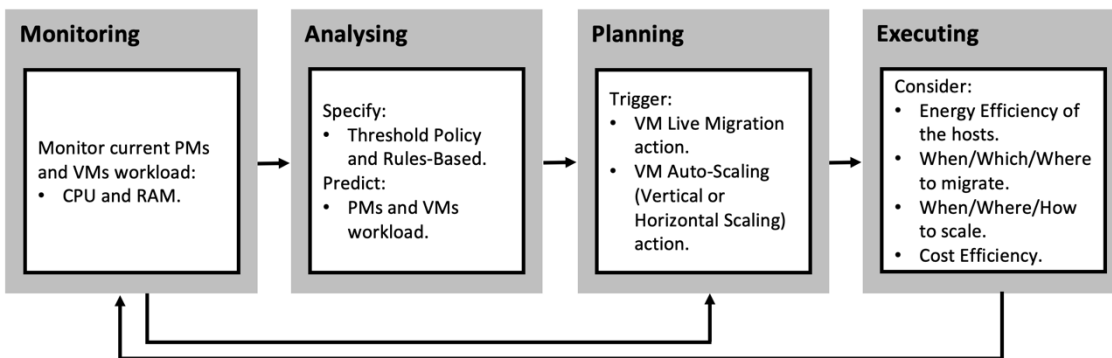 Monitoring
Monitor current PMs
and VMs workload:
• CPU and RAM.
Analysing
Specify:
• Threshold Policy
and Rules-Based.
Predict:
• PMs and VMs
workload.
Planning
Trigger:
• VM Live Migration
action.
• VM Auto-Scaling
(Vertical or
Horizontal Scaling)
action.
Executing
Consider:
• Energy Efficiency of
the hosts.
• When/Which/Where
to migrate.
• When/Where/How
to scale.
• Cost Efficiency.